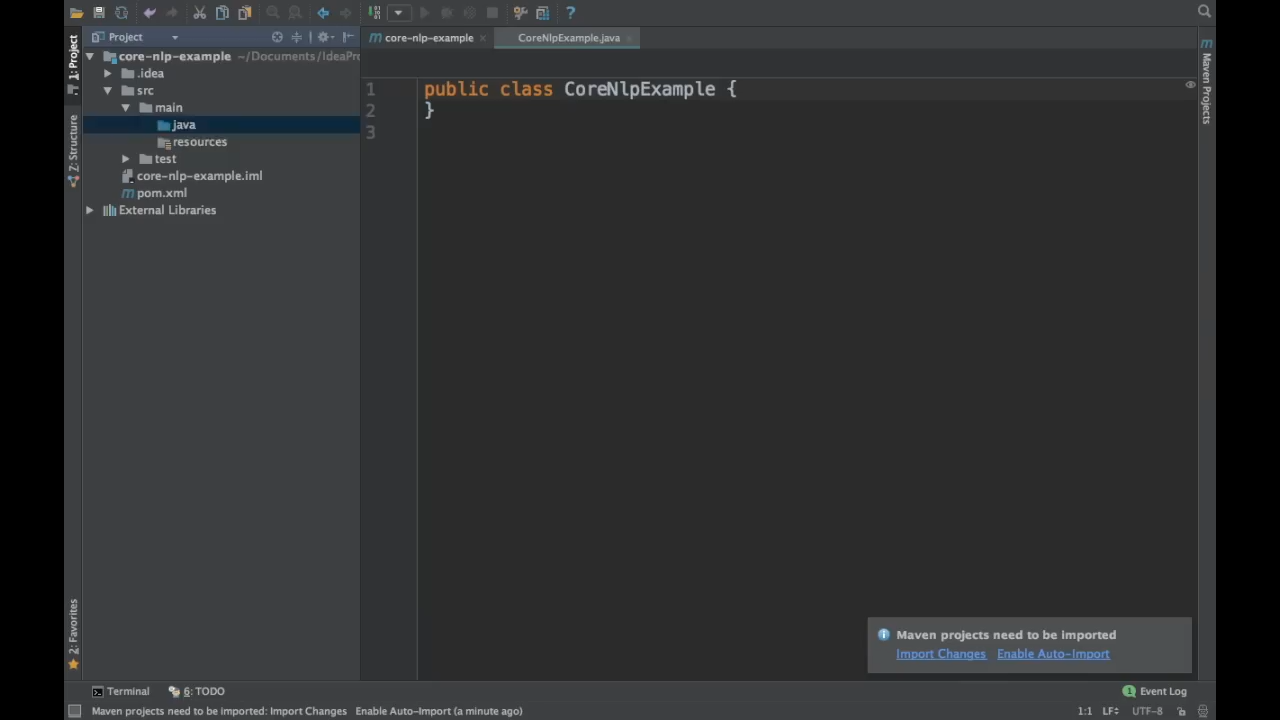 Project
core-nlp-example
CoreNlpExample.java
1: Project
core-nlp-example ~/Documents/IdeaPro
.idea
src
main
java
resources
test
core-nlp-example.iml
pom.xml
External Libraries
Z: Structure
2: Favorites
1 public class CoreNlpExample {
2 }
3
Maven Projects
Maven projects need to be imported
Import Changes Enable Auto-Import
Terminal 6: TODO
1 Event Log
Maven projects need to be imported: Import Changes Enable Auto-Import (a minute ago)
1:1 LF÷ UTF-8